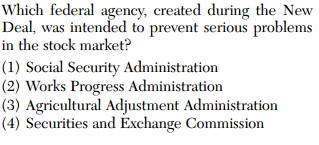 Which federal agency, created during the New
Deal, was intended to prevent serious problems
in the stock market?
(1) Social Security Administration
(2) Works Progress Administration
(3) Agricultural Adjustment Administration
(4) Securities and Exchange Commission